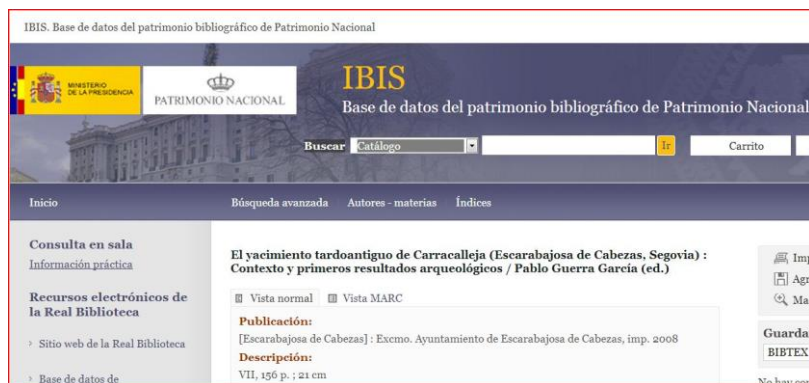 IBIS. Base de datos del patrimonio bibliográfico de Patrimonio Nacional
MINISTERIO
DE LA PRESIDENCIA
PATRIMONIO NACIONAL
IBIS
Base de datos del patrimonio bibliográfico de Patrimonio Nacional
Buscar Catálogo Ir Carrito
Inicio Búsqueda avanzada Autores - materias Índices
Consulta en sala
Información práctica
Recursos electrónicos de
la Real Biblioteca
› Sitio web de la Real Biblioteca
› Base de datos de
El yacimiento tardoantiguo de Carracalleja (Escarabajosa de Cabezas, Segovia) :
Contexto y primeros resultados arqueológicos / Pablo Guerra García (ed.)
Vista normal Vista MARC
Publicación:
[Escarabajosa de Cabezas] : Excmo. Ayuntamiento de Escarabajosa de Cabezas, imp. 2008
Descripción:
VII, 156 p. ; 21 cm
Imp
Agr
Ma
Guarda
BIBTEX